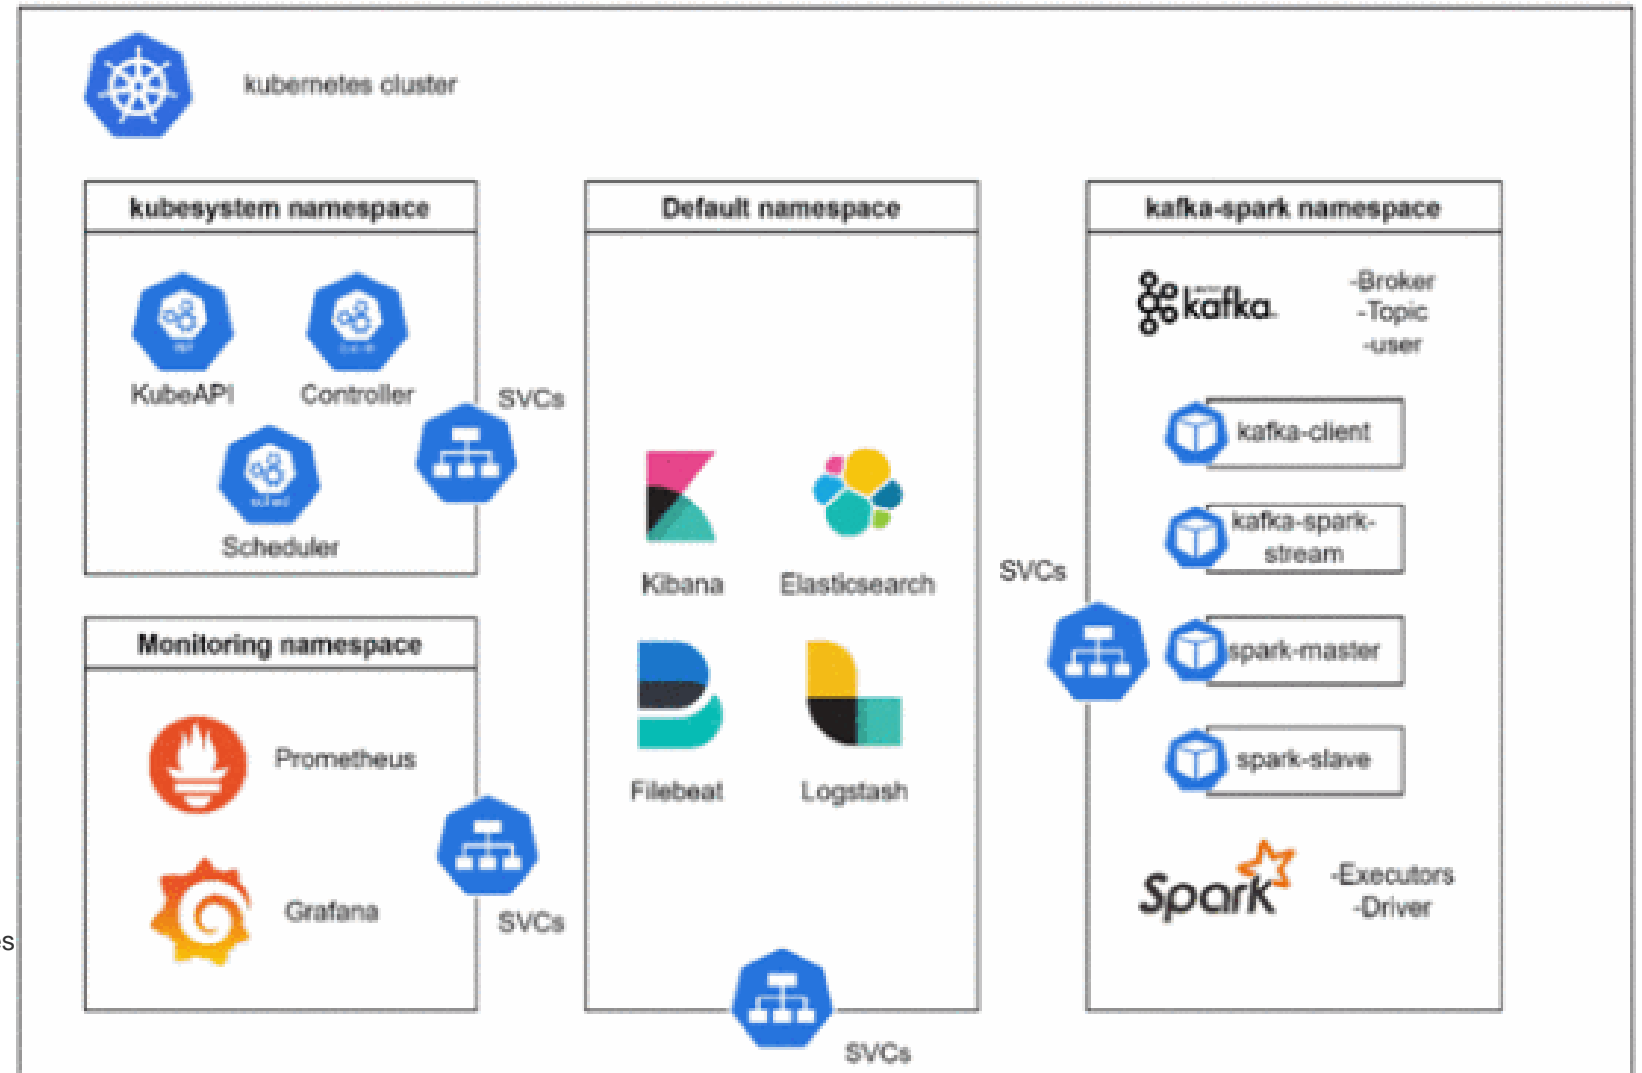 kubernetes cluster
kubesystem namespace
KubeAPI
Controller
Scheduler
SVCs
Monitoring namespace
Prometheus
Grafana
SVCs
Default namespace
Kibana
Elasticsearch
Filebeat
Logstash
SVCs
kafka-spark namespace
kafka
-Broker
-Topic
-user
kafka-client
kafka-spark-
stream
SVCs
spark-master
spark-slave
Spark
-Executors
-Driver
es